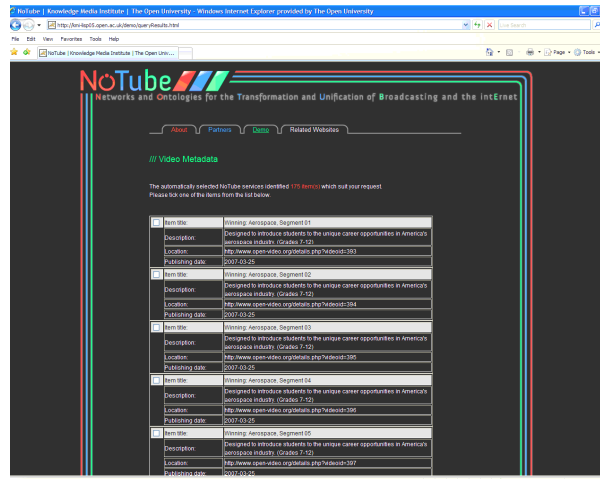 NoTube | Knowledge Media Institute | The Open University - Windows Internet Explorer provided by The Open University
http://kmi-lisp05.open.ac.uk/demo/queryResults.html
Live Search
File Edit View Favorites Tools Help
NoTube | Knowledge Media Institute | The Open Univ...
Page Tools
NoTube
Networks and Ontologies for the Transformation and Unification of Broadcasting and the intErnet
About Partners Demo Related Websites
/// Video Metadata
The automatically selected NoTube services identified 175 item(s) which suit your request.
Please tick one of the items from the list below.
Item title: Winning: Aerospace, Segment 01
Description: Designed to introduce students to the unique career opportunities in America's
aerospace industry. (Grades 7-12)
Location: http://www.open-video.org/details.php?videoid=393
Publishing date: 2007-03-25
Item title: Winning: Aerospace, Segment 02
Description: Designed to introduce students to the unique career opportunities in America's
aerospace industry. (Grades 7-12)
Location: http://www.open-video.org/details.php?videoid=394
Publishing date: 2007-03-25
Item title: Winning: Aerospace, Segment 03
Description: Designed to introduce students to the unique career opportunities in America's
aerospace industry. (Grades 7-12)
Location: http://www.open-video.org/details.php?videoid=395
Publishing date: 2007-03-25
Item title: Winning: Aerospace, Segment 04
Description: Designed to introduce students to the unique career opportunities in America's
aerospace industry. (Grades 7-12)
Location: http://www.open-video.org/details.php?videoid=396
Publishing date: 2007-03-25
Item title: Winning: Aerospace, Segment 05
Description: Designed to introduce students to the unique career opportunities in America's
aerospace industry. (Grades 7-12)
Location: http://www.open-video.org/details.php?videoid=397
Publishing date: 2007-03-25